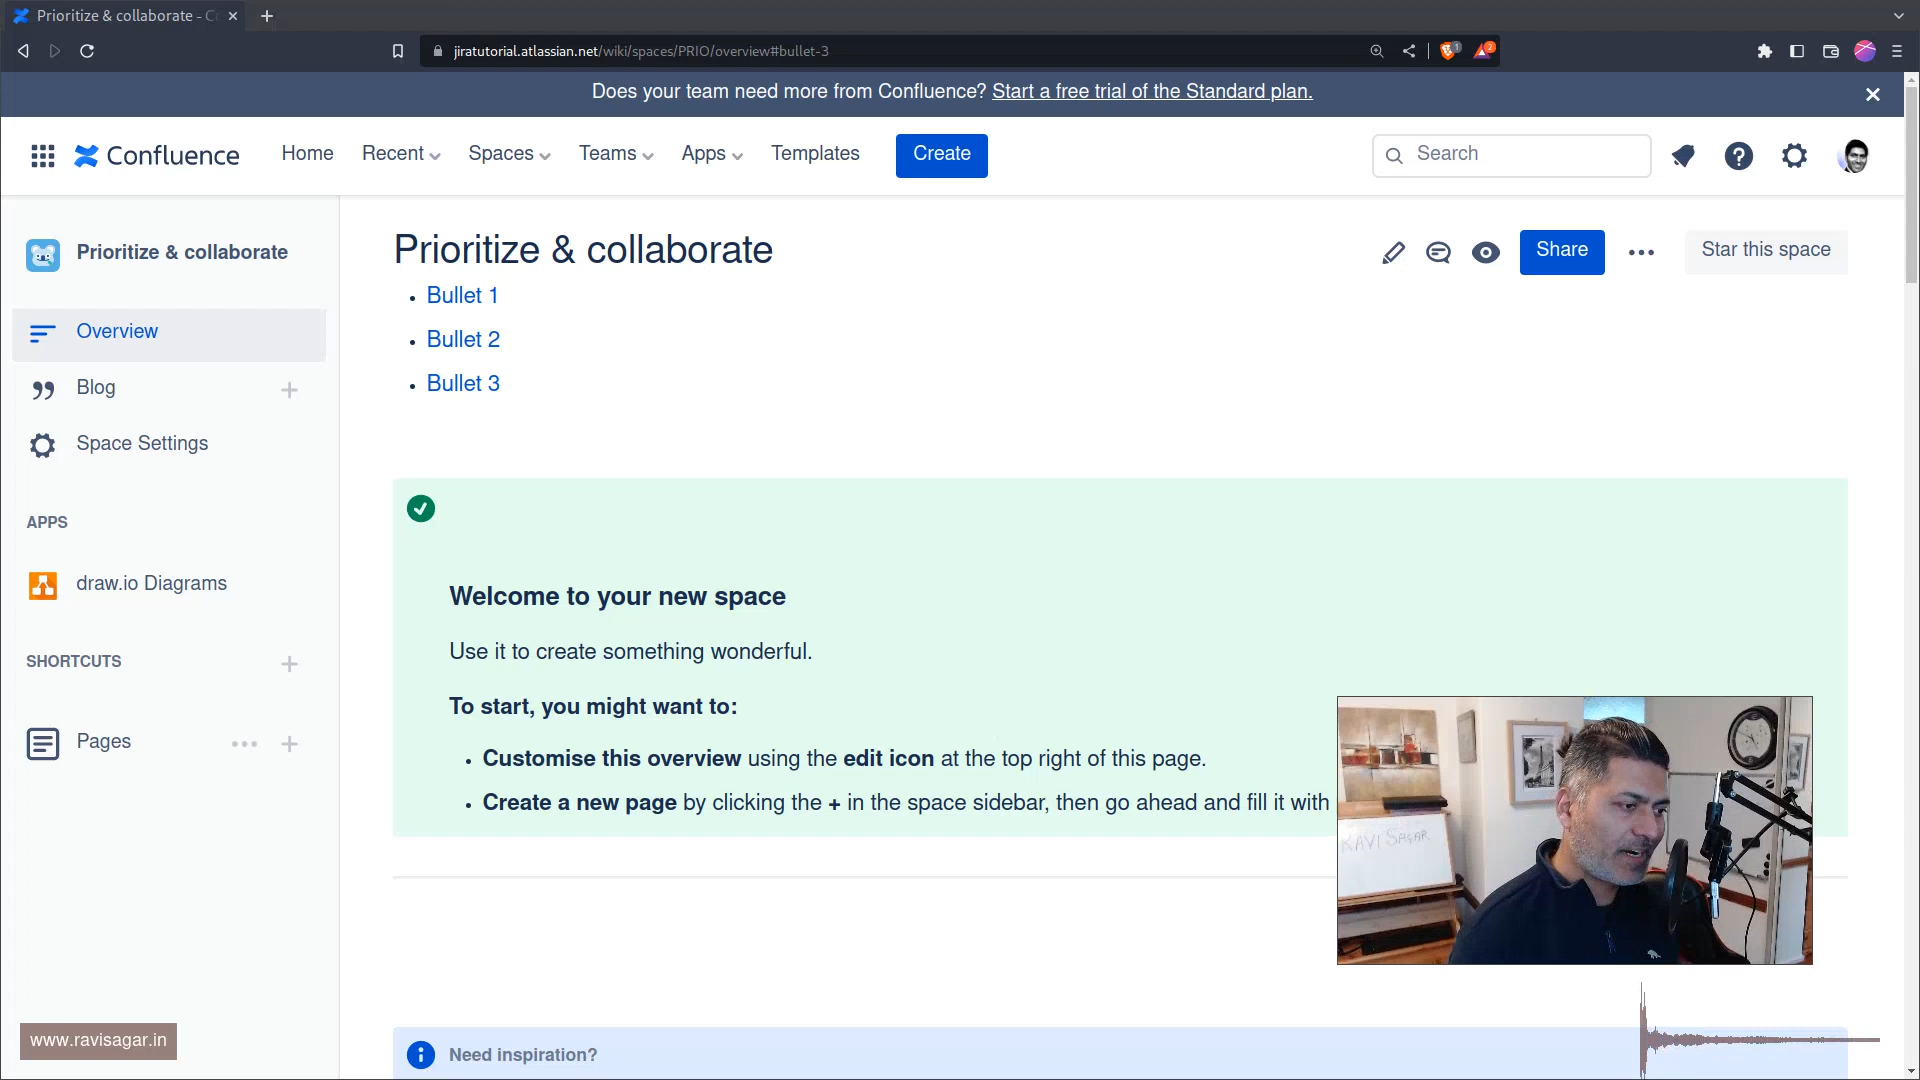 Prioritize & collaborate - C
jiratutorial.atlassian.net/wiki/spaces/PRIO/overview#bullet-3
1
2
Does your team need more from Confluence? Start a free trial of the Standard plan.
Confluence
Home
Recent
Spaces
Teams
Apps
Templates
Create
Search
Prioritize & collaborate
Overview
Blog
Space Settings
APPS
draw.io Diagrams
SHORTCUTS
Pages
Prioritize & collaborate
Share
Star this space
• Bullet 1
• Bullet 2
• Bullet 3
Welcome to your new space
Use it to create something wonderful.
To start, you might want to:
• Customise this overview using the edit icon at the top right of this page.
• Create a new page by clicking the + in the space sidebar, then go ahead and fill it with
RAVI SAGAR
Need inspiration?
www.ravisagar.in